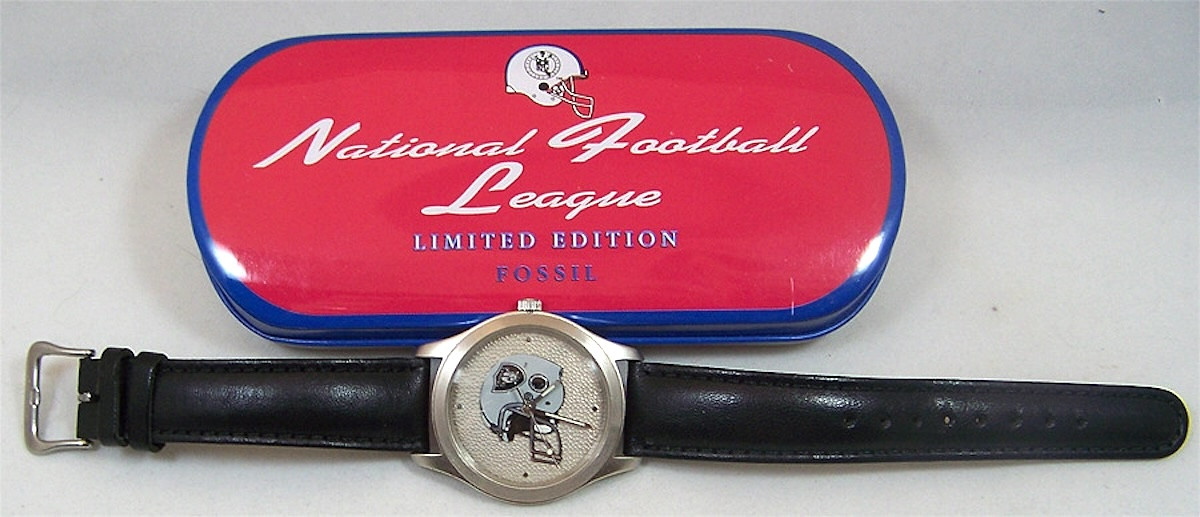 National Football
League
LIMITED EDITION
FOSSIL